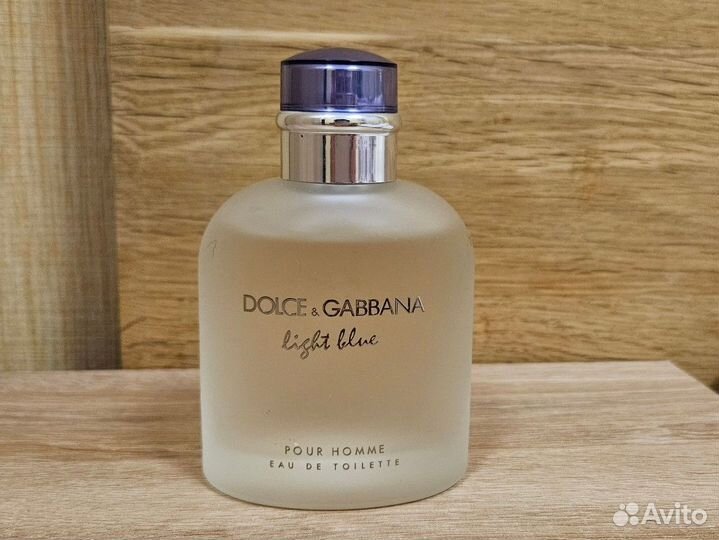 DOLCE & GABBANA
light blue
POUR HOMME
EAU DE TOILETTE
Avito